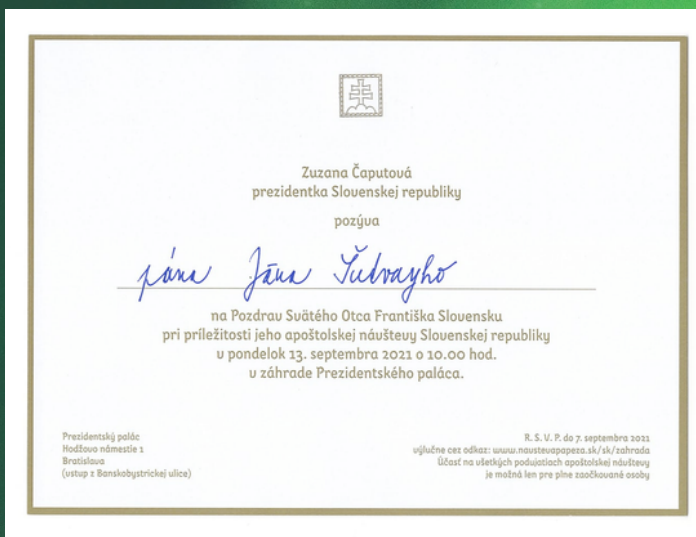 Zuzana Čaputová
prezidentka Slovenskej republiky
pozýva
pána Jána Šudvayho
na Pozdrav Svätého Otca Františka Slovensku
pri príležitosti jeho apoštolskej návštevy Slovenskej republiky
v pondelok 13. septembra 2021 o 10.00 hod.
v záhrade Prezidentského paláca.
Prezidentský palác
Hodžovo námestie 1
Bratislava
(vstup z Banskobystrickej ulice)
R. S. V. P. do 7. septembra 2021
výlučne cez odkaz: www.navstevapapeza.sk/sk/zahrada
Účasť na všetkých podujatiach apoštolskej návštevy
je možná len pre plne zaočkované osoby